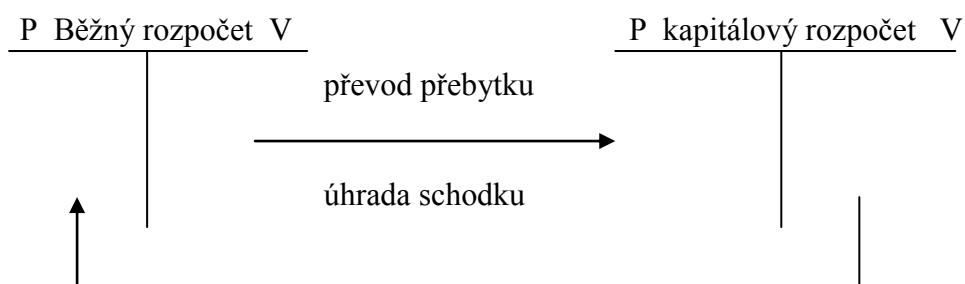 P Běžný rozpočet V
P kapitálový rozpočet V
převod přebytku
úhrada schodku